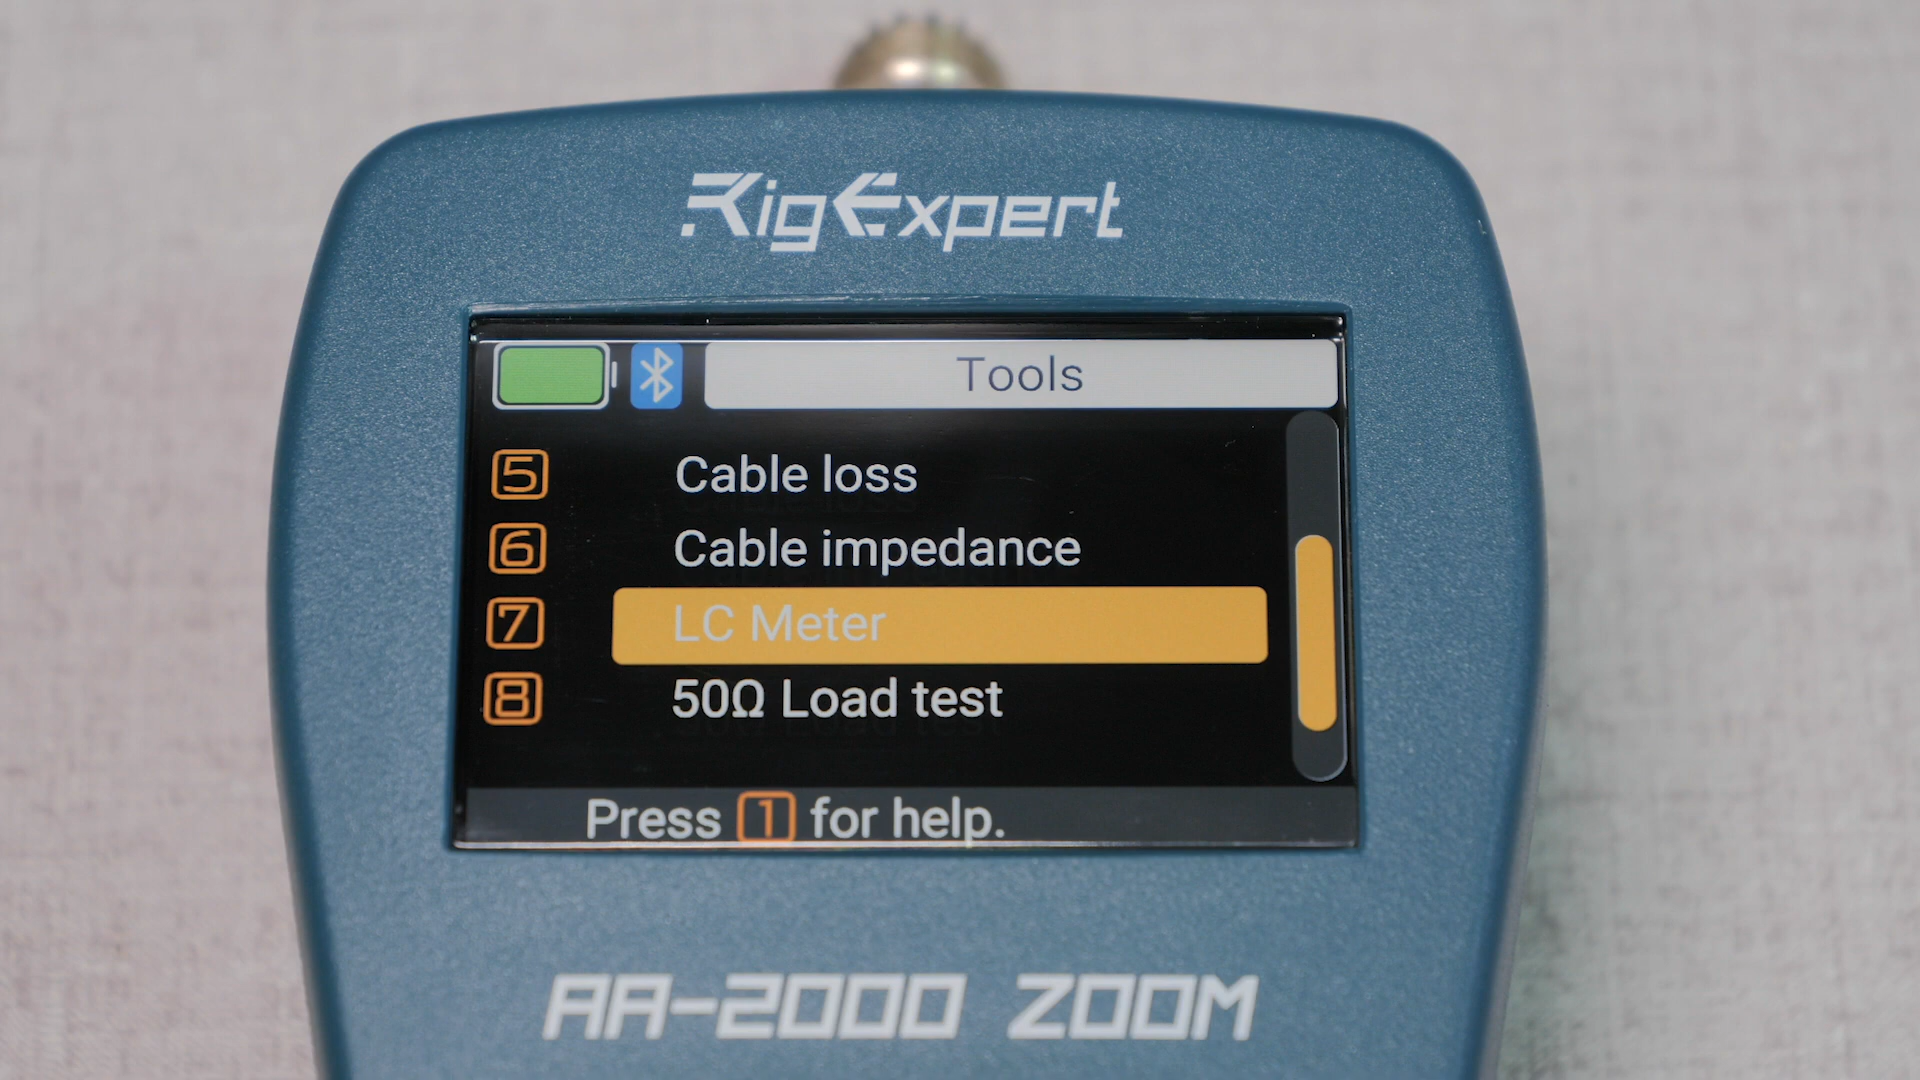 RigExpert
Tools
5 Cable loss
6 Cable impedance
7 LC Meter
8 50Ω Load test
Press 1 for help.
AA-2000 ZOOM